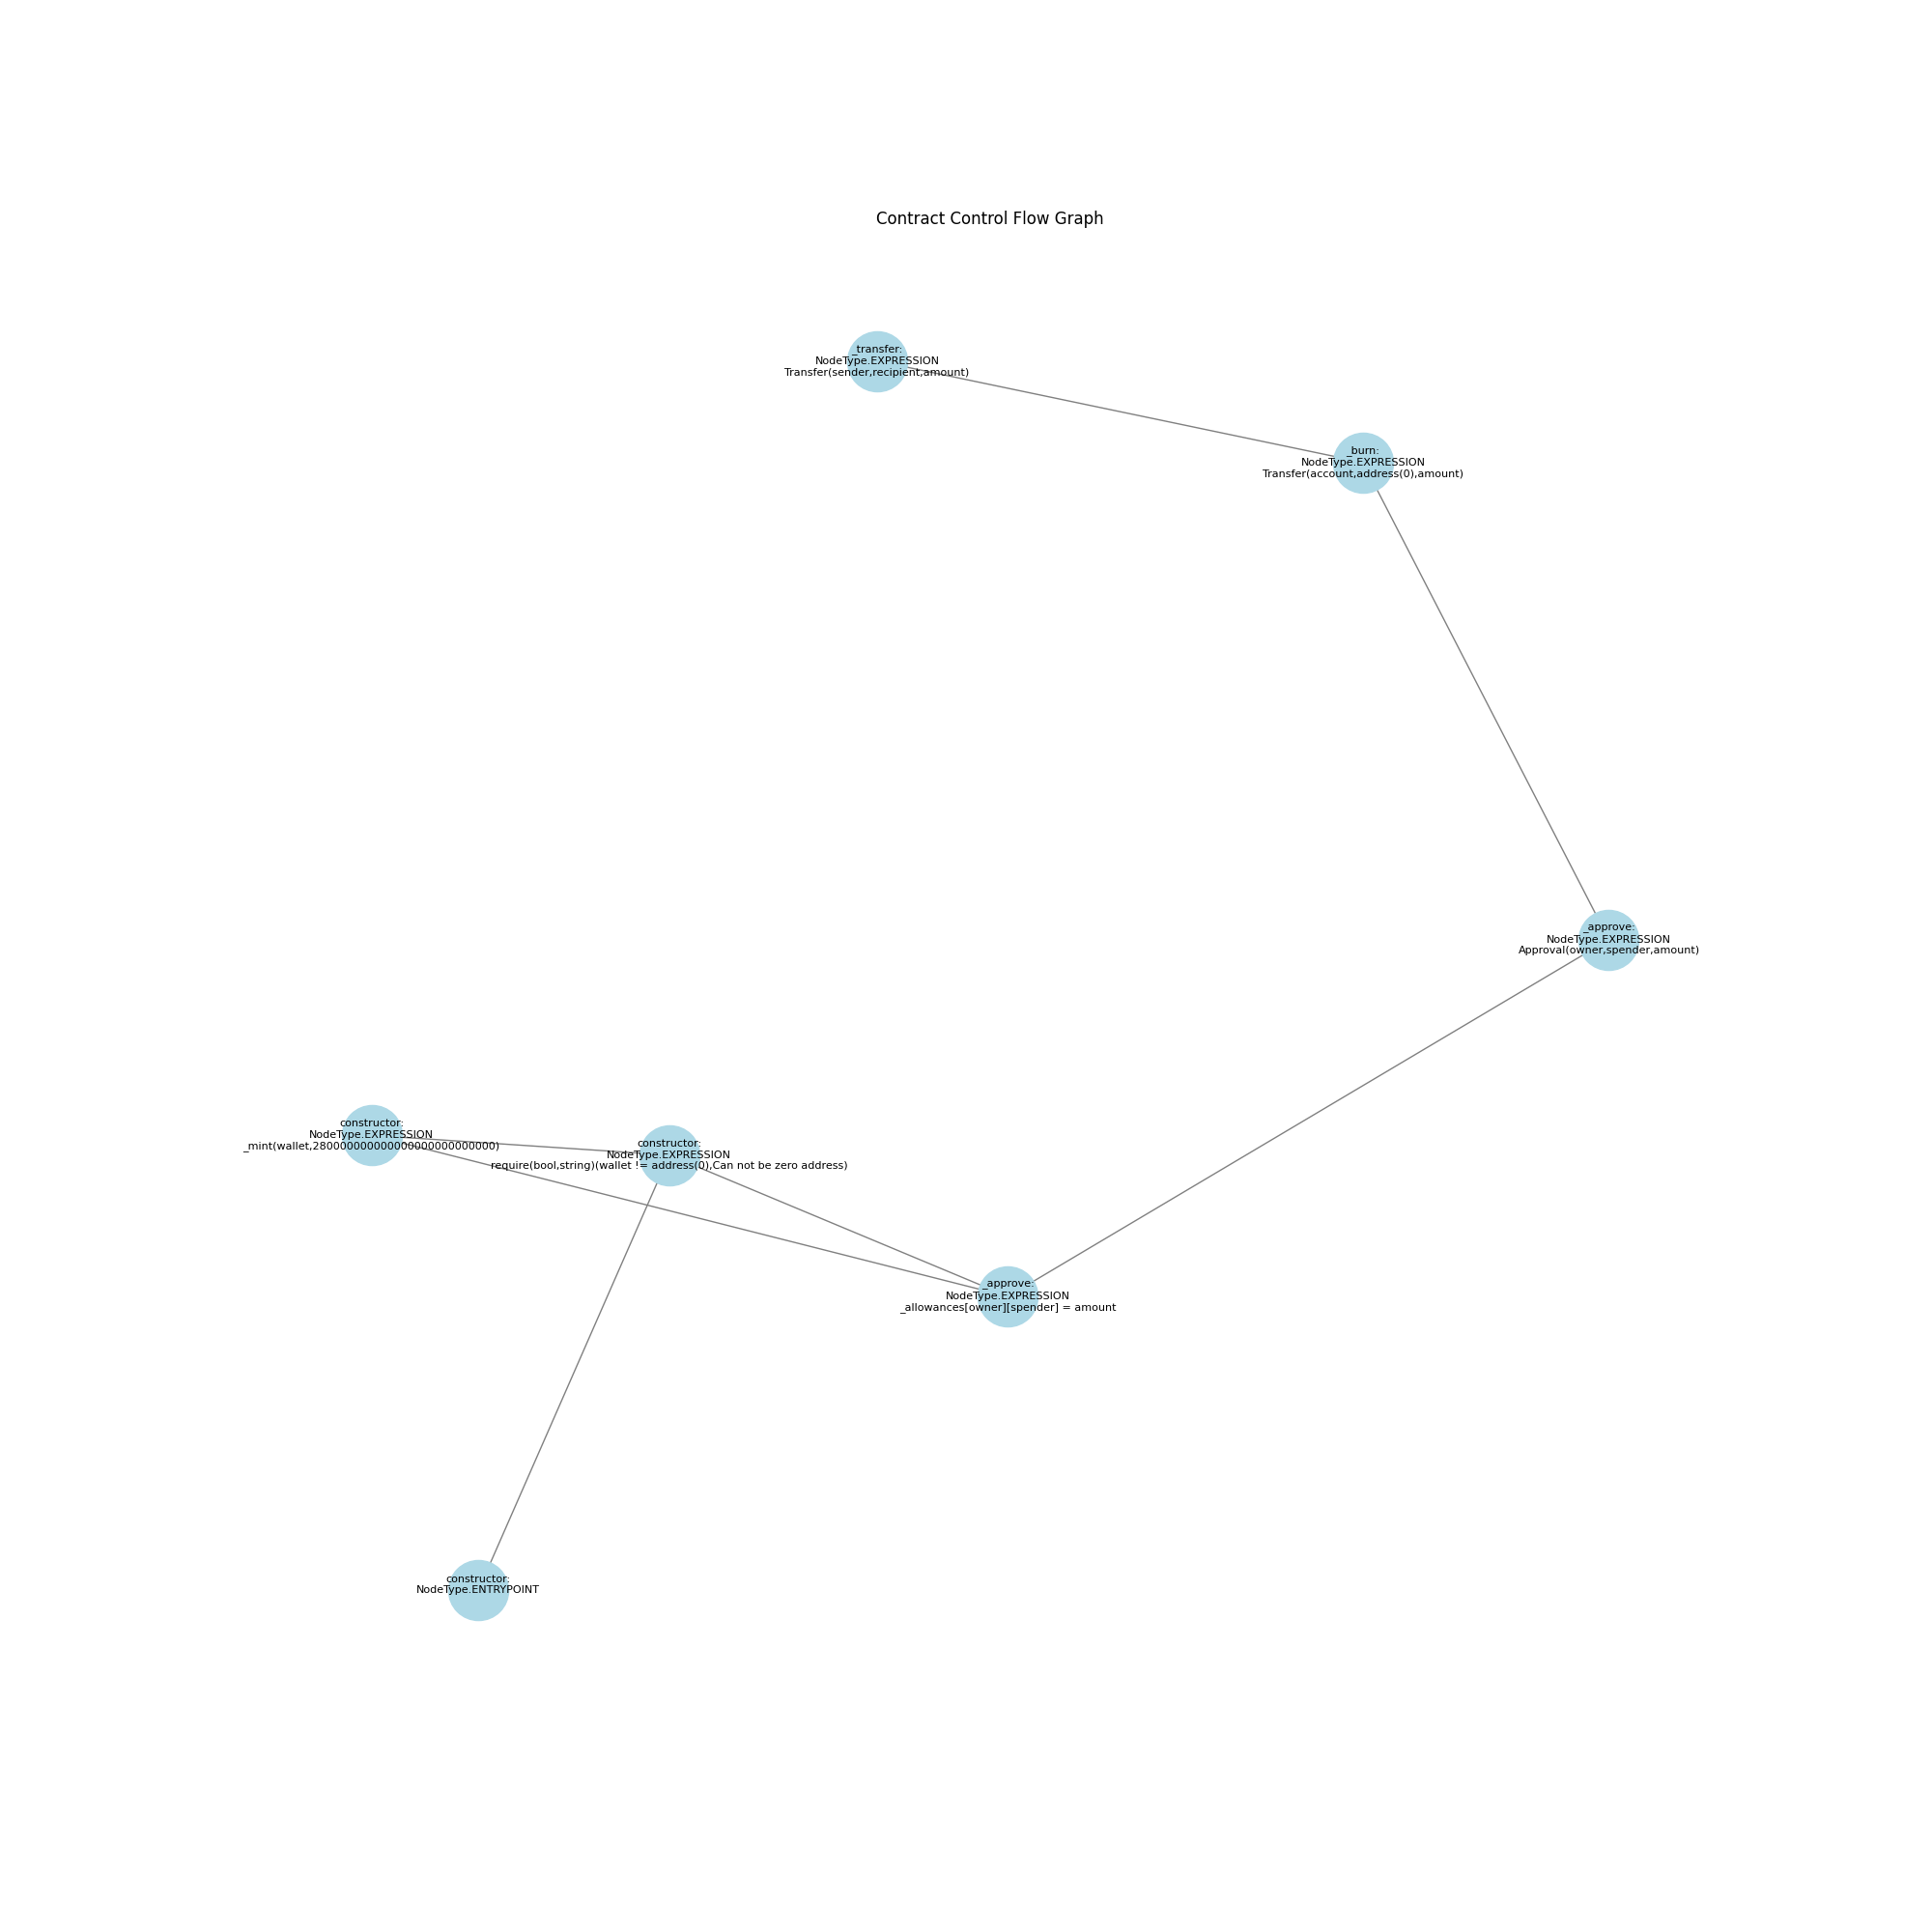 Contract Control Flow Graph
_transfer:
NodeType.EXPRESSION
Transfer(sender,recipient,amount)
_burn:
NodeType.EXPRESSION
Transfer(account,address(0),amount)
_approve:
NodeType.EXPRESSION
Approval(owner,spender,amount)
constructor:
NodeType.EXPRESSION
_mint(wallet,28000000000000000000000000)
constructor:
NodeType.EXPRESSION
require(bool,string)(wallet != address(0),Can not be zero address)
_approve:
NodeType.EXPRESSION
_allowances[owner][spender] = amount
constructor:
NodeType.ENTRYPOINT